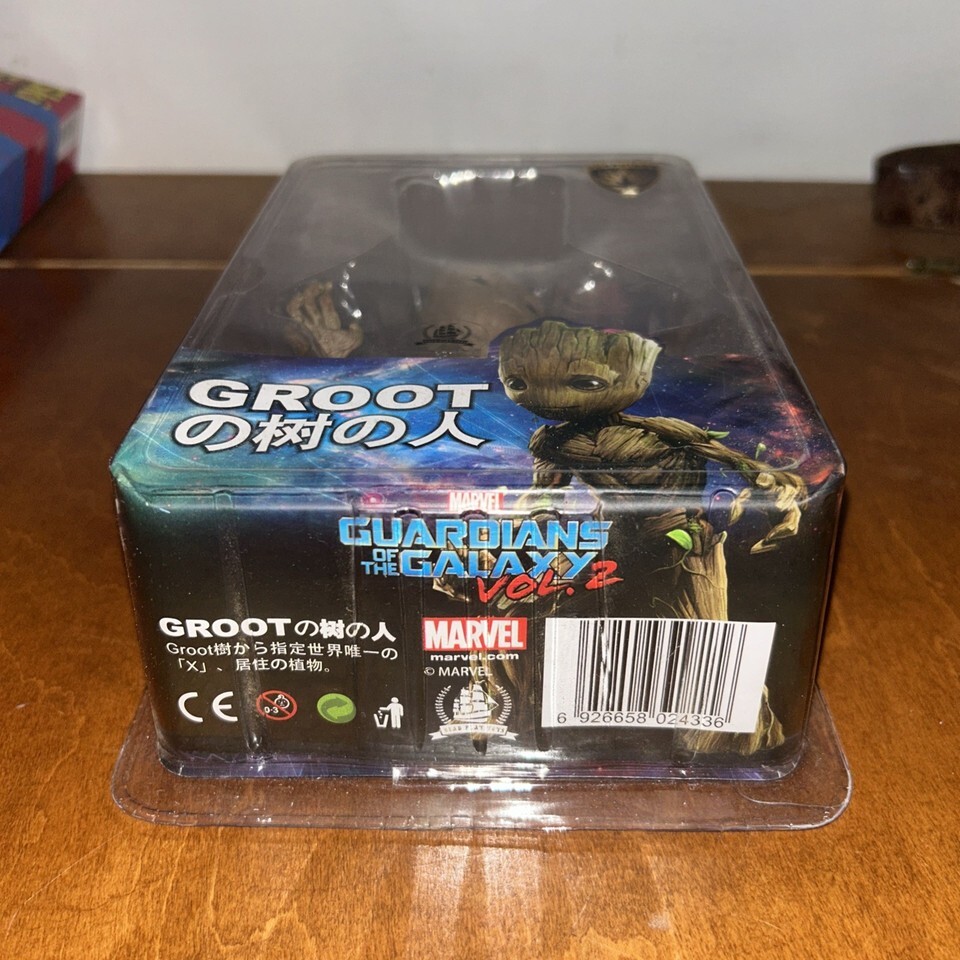 GROOT
の树の人
MARVEL
GUARDIANS
OF THE GALAXY
VOL. 2
GROOTの樹の人
Groot樹から指定世界唯一の
「X」、居住の植物。
MARVEL
marvel.com
© MARVEL
CE
0-3
6 926658 024336